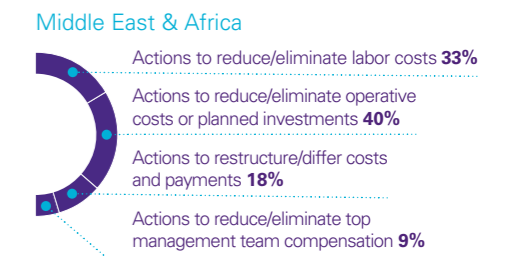 Middle East & Africa
Actions to reduce/eliminate labor costs 33%
Actions to reduce/eliminate operative
costs or planned investments 40%
Actions to restructure/differ costs
and payments 18%
Actions to reduce/eliminate top
management team compensation 9%